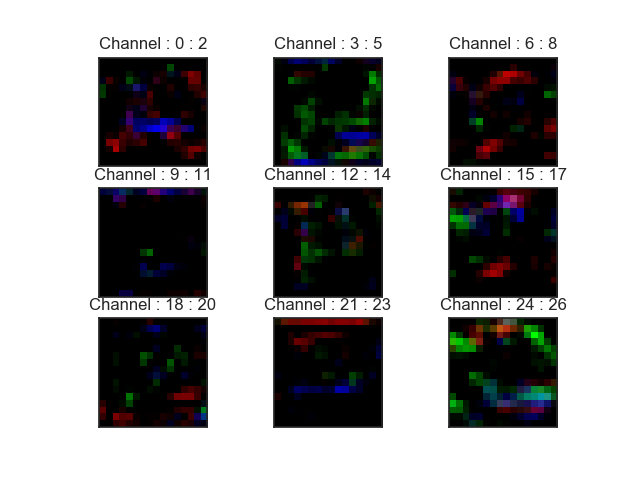 Channel : 0 : 2
Channel : 3 : 5
Channel : 6 : 8
Channel : 9 : 11
Channel : 12 : 14
Channel : 15 : 17
Channel : 18 : 20
Channel : 21 : 23
Channel : 24 : 26